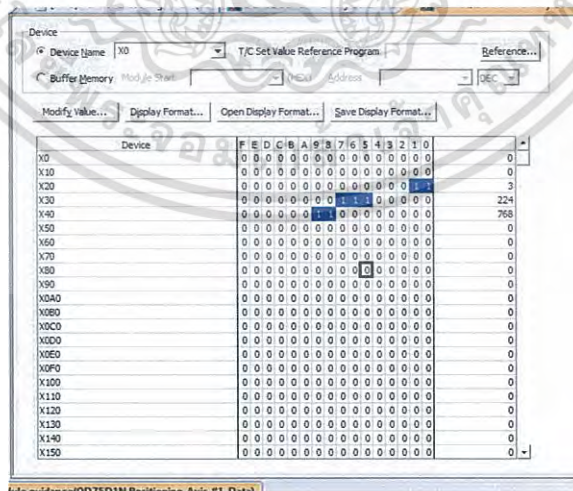 Device
Device Name X0 T/C Set Value Reference Program Reference...
Buffer Memory Module Start (HEX) Address DEC
Modify Value... Display Format... Open Display Format... Save Display Format...
Device F E D C B A 9 8 7 6 5 4 3 2 1 0
X0 0 0 0 0 0 0 0 0 0 0 0 0 0 0 0 0 0
X10 0 0 0 0 0 0 0 0 0 0 0 0 0 0 0 0 0
X20 0 0 0 0 0 0 0 0 0 0 0 0 0 0 1 1 3
X30 0 0 0 0 0 0 0 0 1 1 1 0 0 0 0 0 224
X40 0 0 0 0 0 0 1 1 0 0 0 0 0 0 0 0 768
X50 0 0 0 0 0 0 0 0 0 0 0 0 0 0 0 0 0
X60 0 0 0 0 0 0 0 0 0 0 0 0 0 0 0 0 0
X70 0 0 0 0 0 0 0 0 0 0 0 0 0 0 0 0 0
X80 0 0 0 0 0 0 0 0 0 0 0 0 0 0 0 0 0
X90 0 0 0 0 0 0 0 0 0 0 0 0 0 0 0 0 0
X0A0 0 0 0 0 0 0 0 0 0 0 0 0 0 0 0 0 0
X0B0 0 0 0 0 0 0 0 0 0 0 0 0 0 0 0 0 0
X0C0 0 0 0 0 0 0 0 0 0 0 0 0 0 0 0 0 0
X0D0 0 0 0 0 0 0 0 0 0 0 0 0 0 0 0 0 0
X0E0 0 0 0 0 0 0 0 0 0 0 0 0 0 0 0 0 0
X0F0 0 0 0 0 0 0 0 0 0 0 0 0 0 0 0 0 0
X100 0 0 0 0 0 0 0 0 0 0 0 0 0 0 0 0 0
X110 0 0 0 0 0 0 0 0 0 0 0 0 0 0 0 0 0
X120 0 0 0 0 0 0 0 0 0 0 0 0 0 0 0 0 0
X130 0 0 0 0 0 0 0 0 0 0 0 0 0 0 0 0 0
X140 0 0 0 0 0 0 0 0 0 0 0 0 0 0 0 0 0
X150 0 0 0 0 0 0 0 0 0 0 0 0 0 0 0 0 0